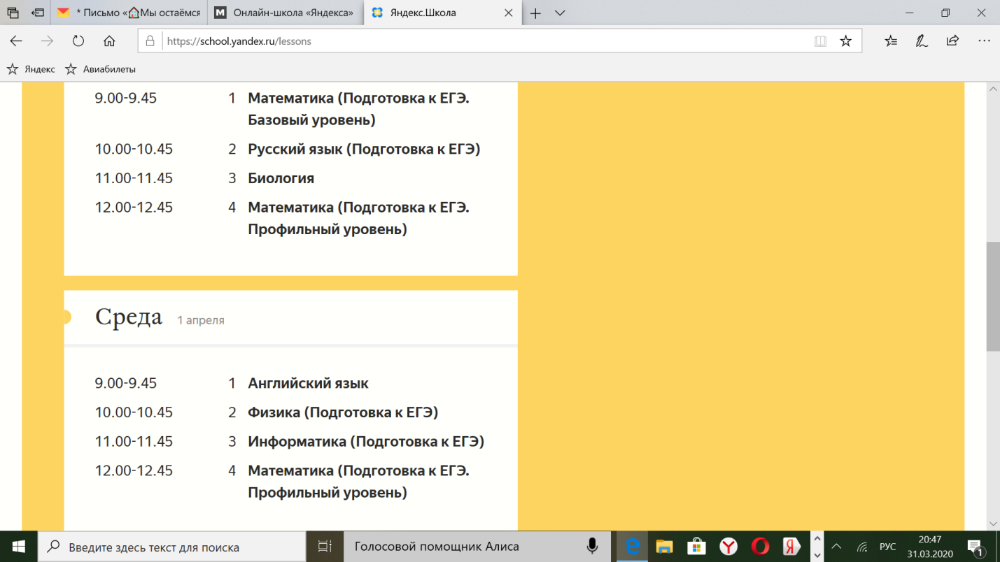 * Письмо «🏠Мы остаёмся
Онлайн-школа «Яндекса»
Яндекс.Школа
https://school.yandex.ru/lessons
Яндекс
Авиабилеты
9.00-9.45 1 Математика (Подготовка к ЕГЭ.
Базовый уровень)
10.00-10.45 2 Русский язык (Подготовка к ЕГЭ)
11.00-11.45 3 Биология
12.00-12.45 4 Математика (Подготовка к ЕГЭ.
Профильный уровень)
Среда 1 апреля
9.00-9.45 1 Английский язык
10.00-10.45 2 Физика (Подготовка к ЕГЭ)
11.00-11.45 3 Информатика (Подготовка к ЕГЭ)
12.00-12.45 4 Математика (Подготовка к ЕГЭ.
Профильный уровень)
Введите здесь текст для поиска
Голосовой помощник Алиса
РУС
20:47
31.03.2020
1